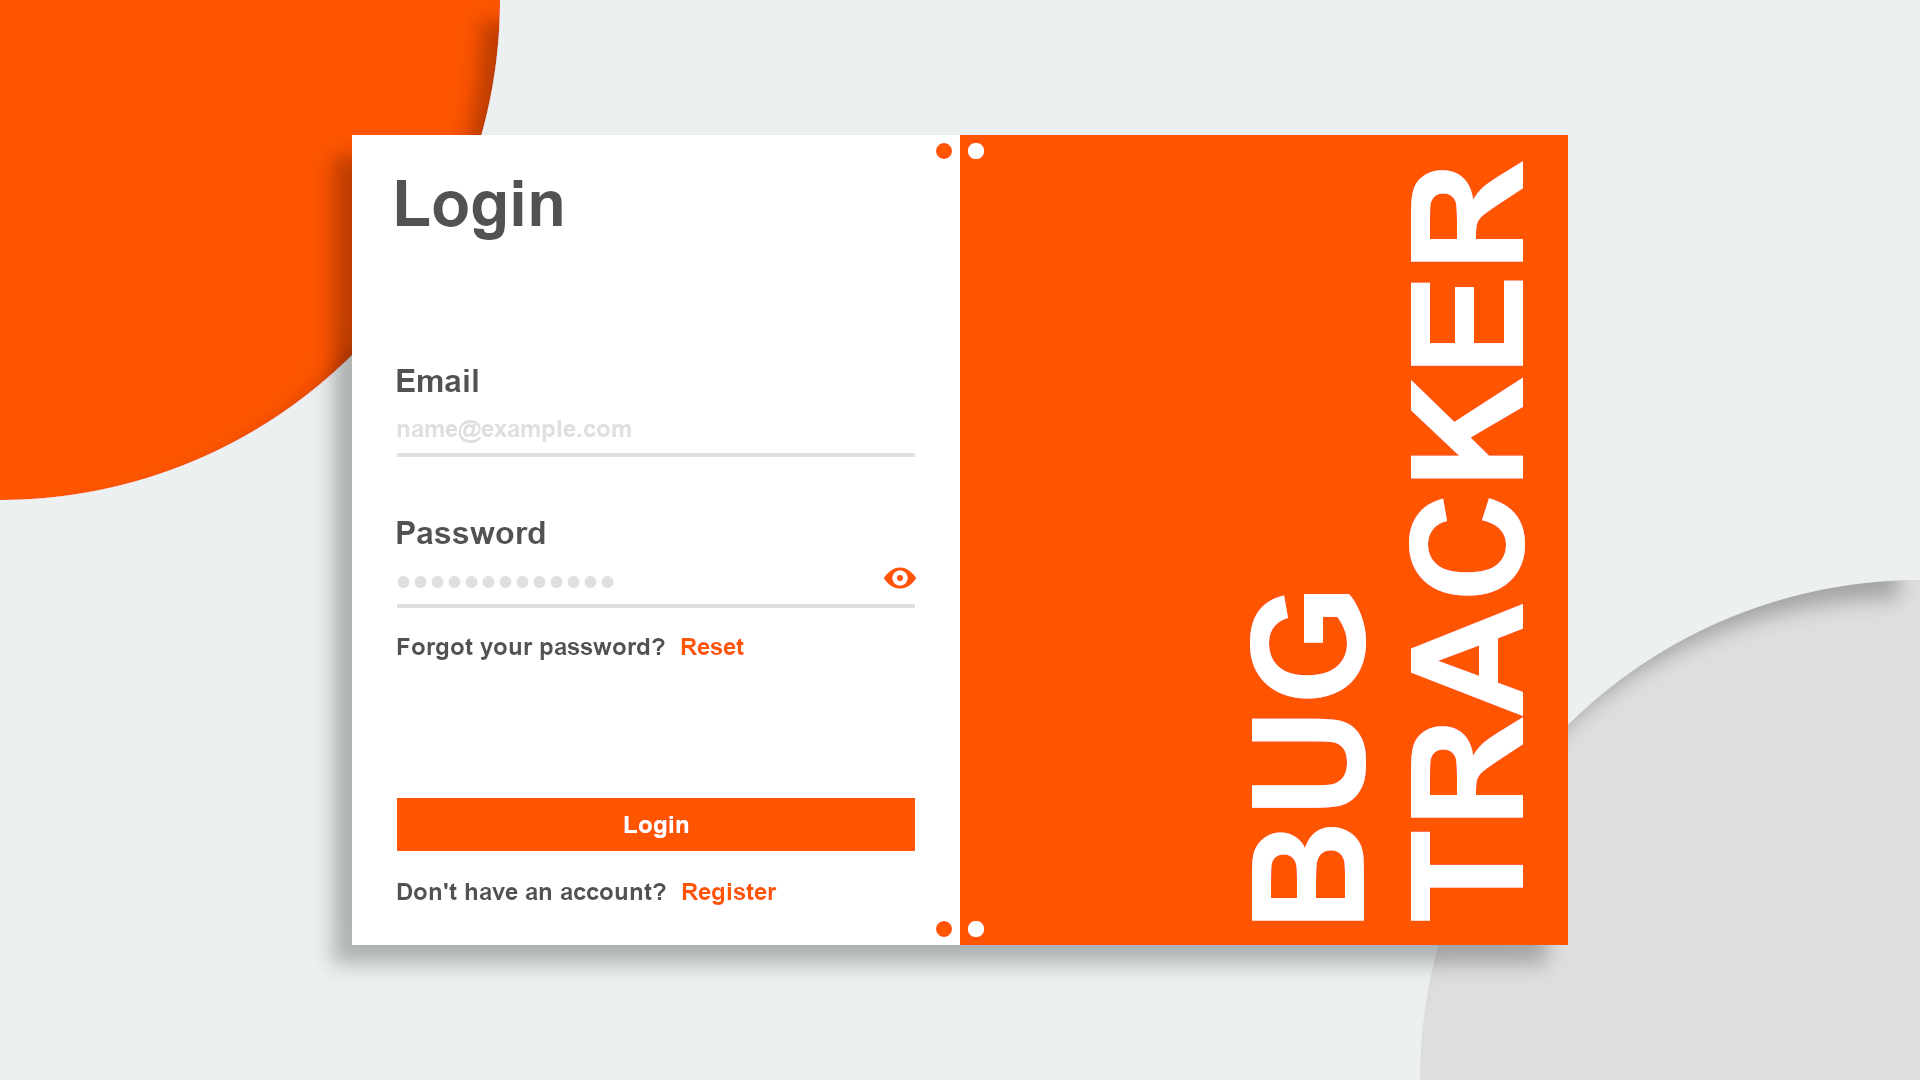 Login
Email
name@example.com
Password
Forgot your password? Reset
Login
Don't have an account? Register
BUG
TRACKER